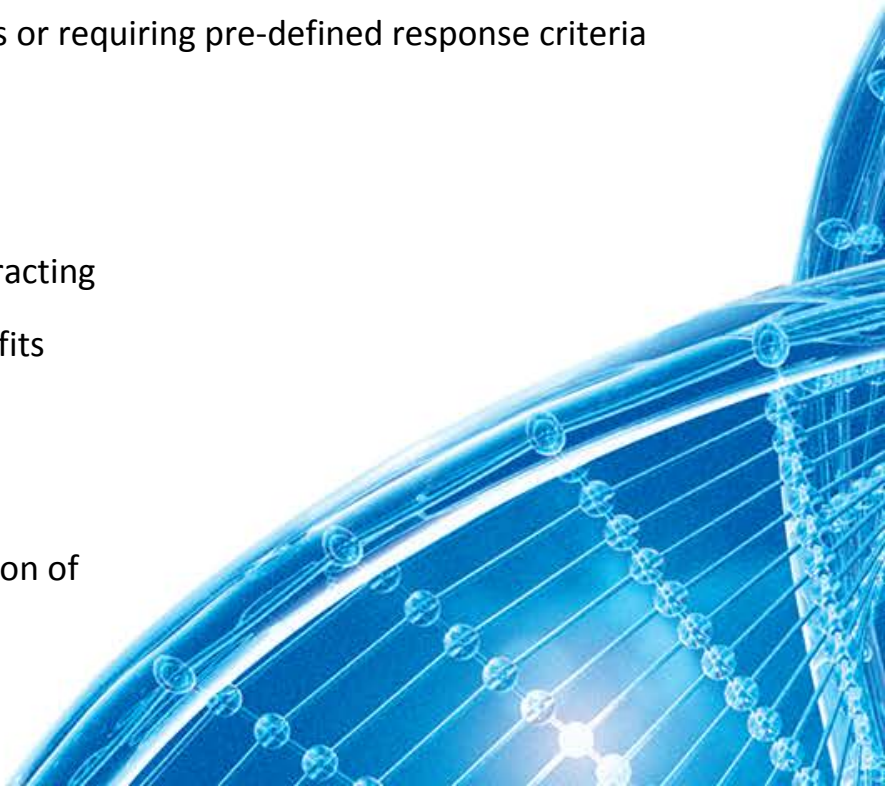 s or requiring pre-defined response criteria
racting
fits
on of